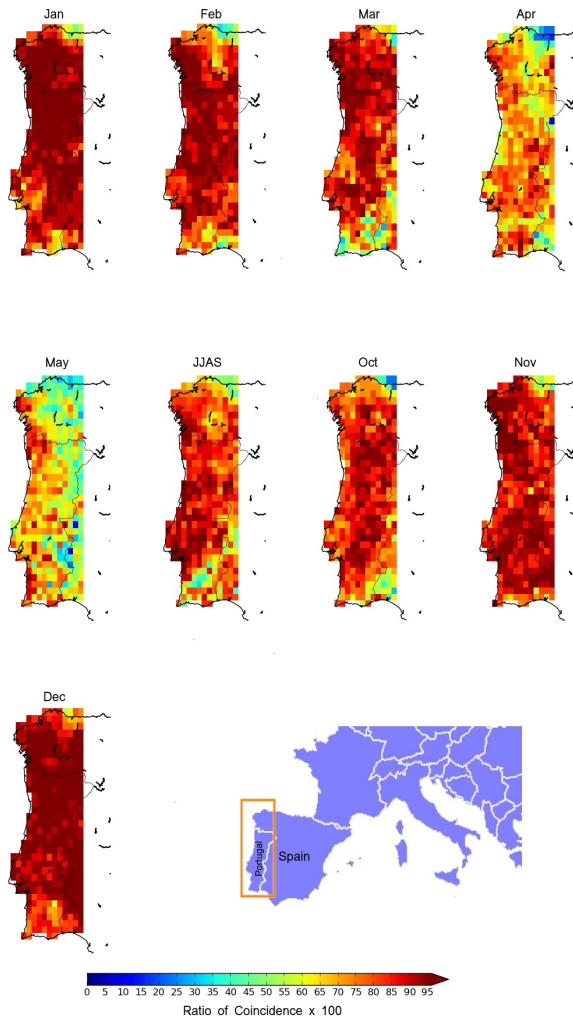 Jan Feb Mar Apr
May JJAS Oct Nov
Dec
Portugal Spain
0 5 10 15 20 25 30 35 40 45 50 55 60 65 70 75 80 85 90 95
Ratio of Coincidence x 100